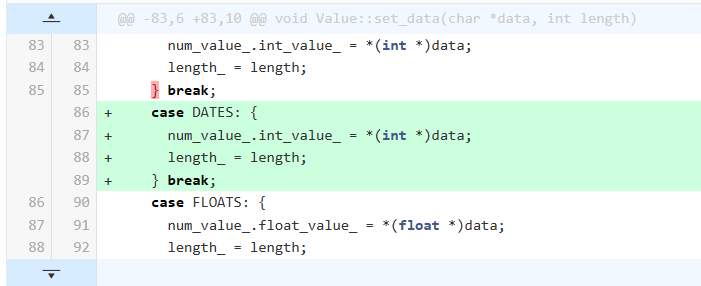 @@ -83,6 +83,10 @@ void Value::set_data(char *data, int length)
83 83 num_value_.int_value_ = *(int *)data;
84 84 length_ = length;
85 85 } break;
86 + case DATES: {
87 + num_value_.int_value_ = *(int *)data;
88 + length_ = length;
89 + } break;
86 90 case FLOATS: {
87 91 num_value_.float_value_ = *(float *)data;
88 92 length_ = length;